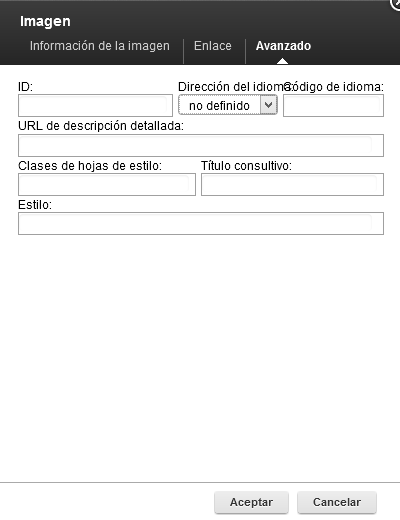 Imagen
Información de la imagen Enlace Avanzado
ID: Dirección del idioma: Código de idioma:
no definido
URL de descripción detallada:
Clases de hojas de estilo: Título consultivo:
Estilo:
Aceptar Cancelar